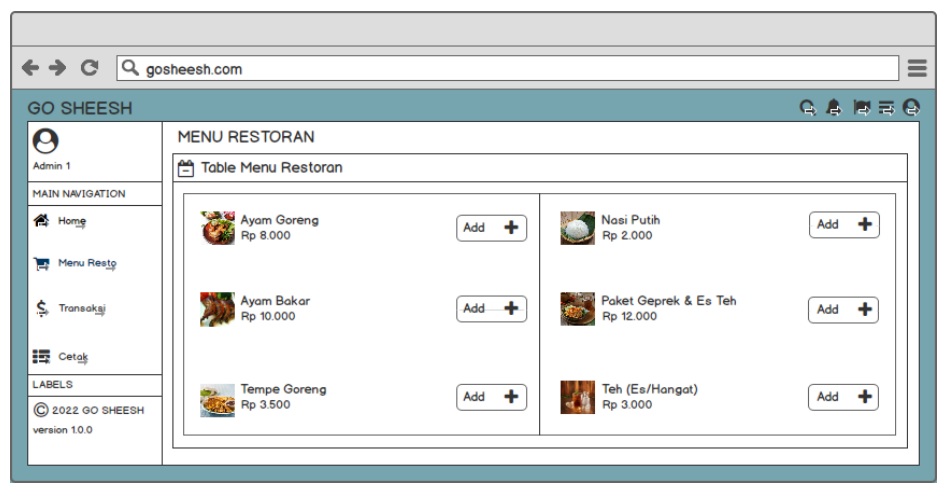 gosheesh.com
GO SHEESH
Admin 1
MAIN NAVIGATION
Home
Menu Resto
Transaksi
Cetak
LABELS
© 2022 GO SHEESH
version 1.0.0
MENU RESTORAN
Table Menu Restoran
Ayam Goreng
Rp 8.000
Add
Ayam Bakar
Rp 10.000
Add
Tempe Goreng
Rp 3.500
Add
Nasi Putih
Rp 2.000
Add
Paket Geprek & Es Teh
Rp 12.000
Add
Teh (Es/Hangat)
Rp 3.000
Add